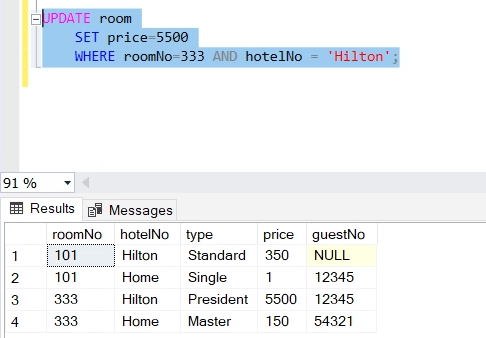 UPDATE room
SET price=5500
WHERE roomNo=333 AND hotelNo = 'Hilton';
91 %
Results Messages
roomNo hotelNo type price guestNo
1 101 Hilton Standard 350 NULL
2 101 Home Single 1 12345
3 333 Hilton President 5500 12345
4 333 Home Master 150 54321